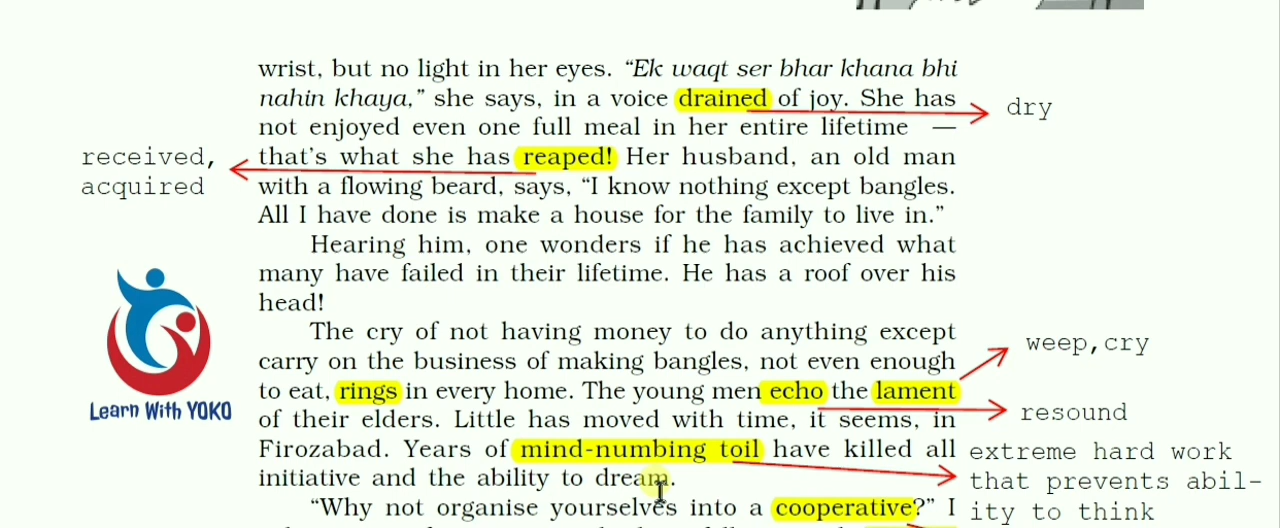 wrist, but no light in her eyes. “Ek waqt ser bhar khana bhi
nahin khaya,” she says, in a voice drained of joy. She has
dry
not enjoyed even one full meal in her entire lifetime —
received,
acquired
that’s what she has reaped! Her husband, an old man
with a flowing beard, says, “I know nothing except bangles.
All I have done is make a house for the family to live in.”
Hearing him, one wonders if he has achieved what
many have failed in their lifetime. He has a roof over his
head!
The cry of not having money to do anything except
weep,cry
carry on the business of making bangles, not even enough
to eat, rings in every home. The young men echo the lament
resound
Learn With YOKO
of their elders. Little has moved with time, it seems, in
Firozabad. Years of mind-numbing toil have killed all
extreme hard work
that prevents abil-
ity to think
initiative and the ability to dream.
“Why not organise yourselves into a cooperative?” I